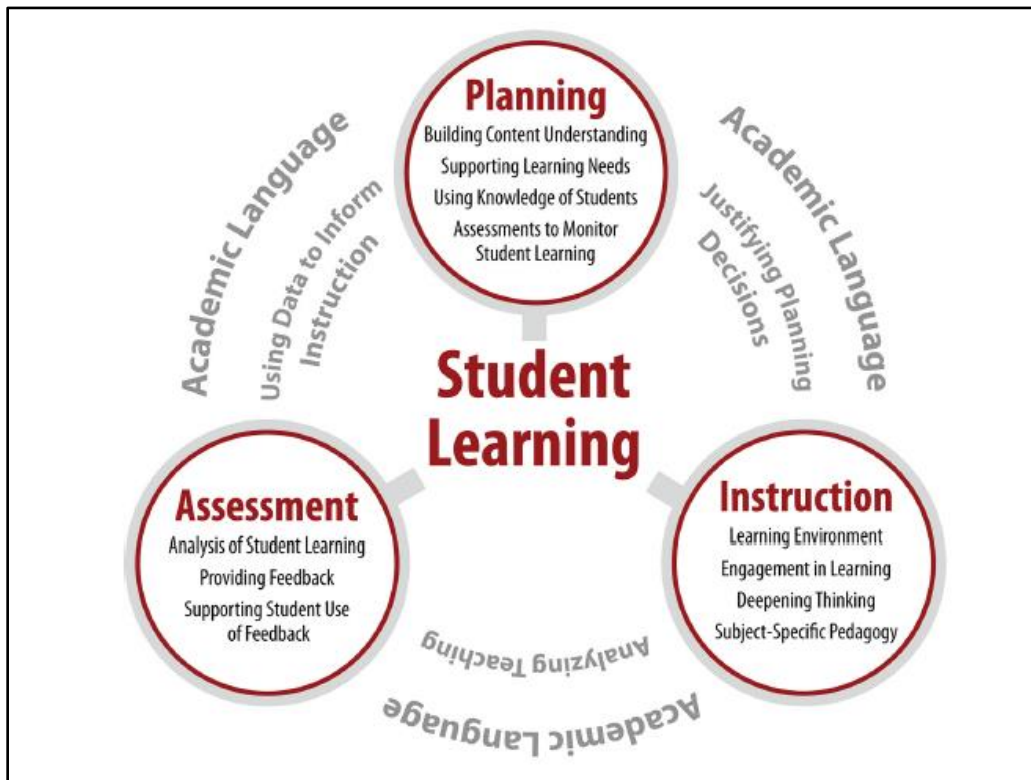 Planning
Building Content Understanding
Supporting Learning Needs
Using Knowledge of Students
Assessments to Monitor
Student Learning
Academic Language
Using Data to Inform
Instruction
Academic Language
Justifying Planning
Decisions
Student
Learning
Assessment
Analysis of Student Learning
Providing Feedback
Supporting Student Use
of Feedback
Instruction
Learning Environment
Engagement in Learning
Deepening Thinking
Subject-Specific Pedagogy
Analyzing Teaching
Academic Language